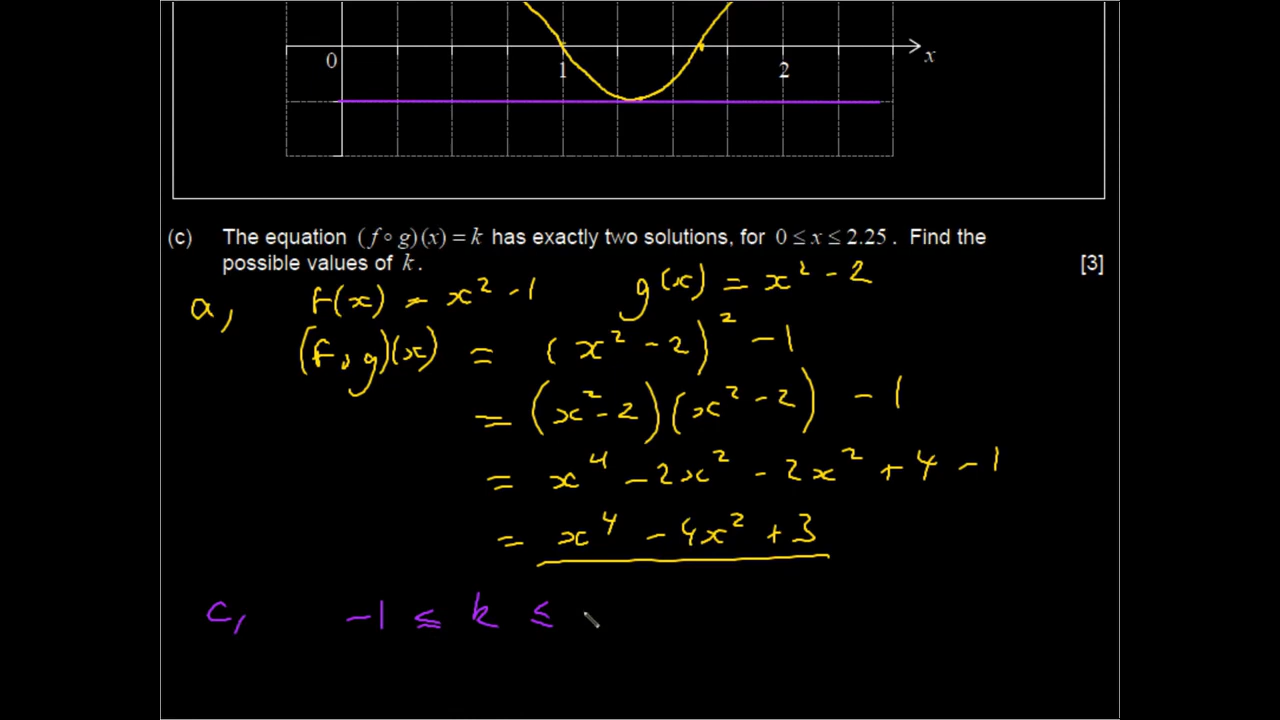 0 1 2 x
(c) The equation (f∘g)(x) = k has exactly two solutions, for 0 ≤ x ≤ 2.25. Find the
possible values of k. [3]
a, f(x) = x² - 1 g(x) = x² - 2
(f∘g)(x) = (x² - 2)² - 1
= (x² - 2)(x² - 2) - 1
= x⁴ - 2x² - 2x² + 4 - 1
= x⁴ - 4x² + 3
c, -1 ≤ k ≤